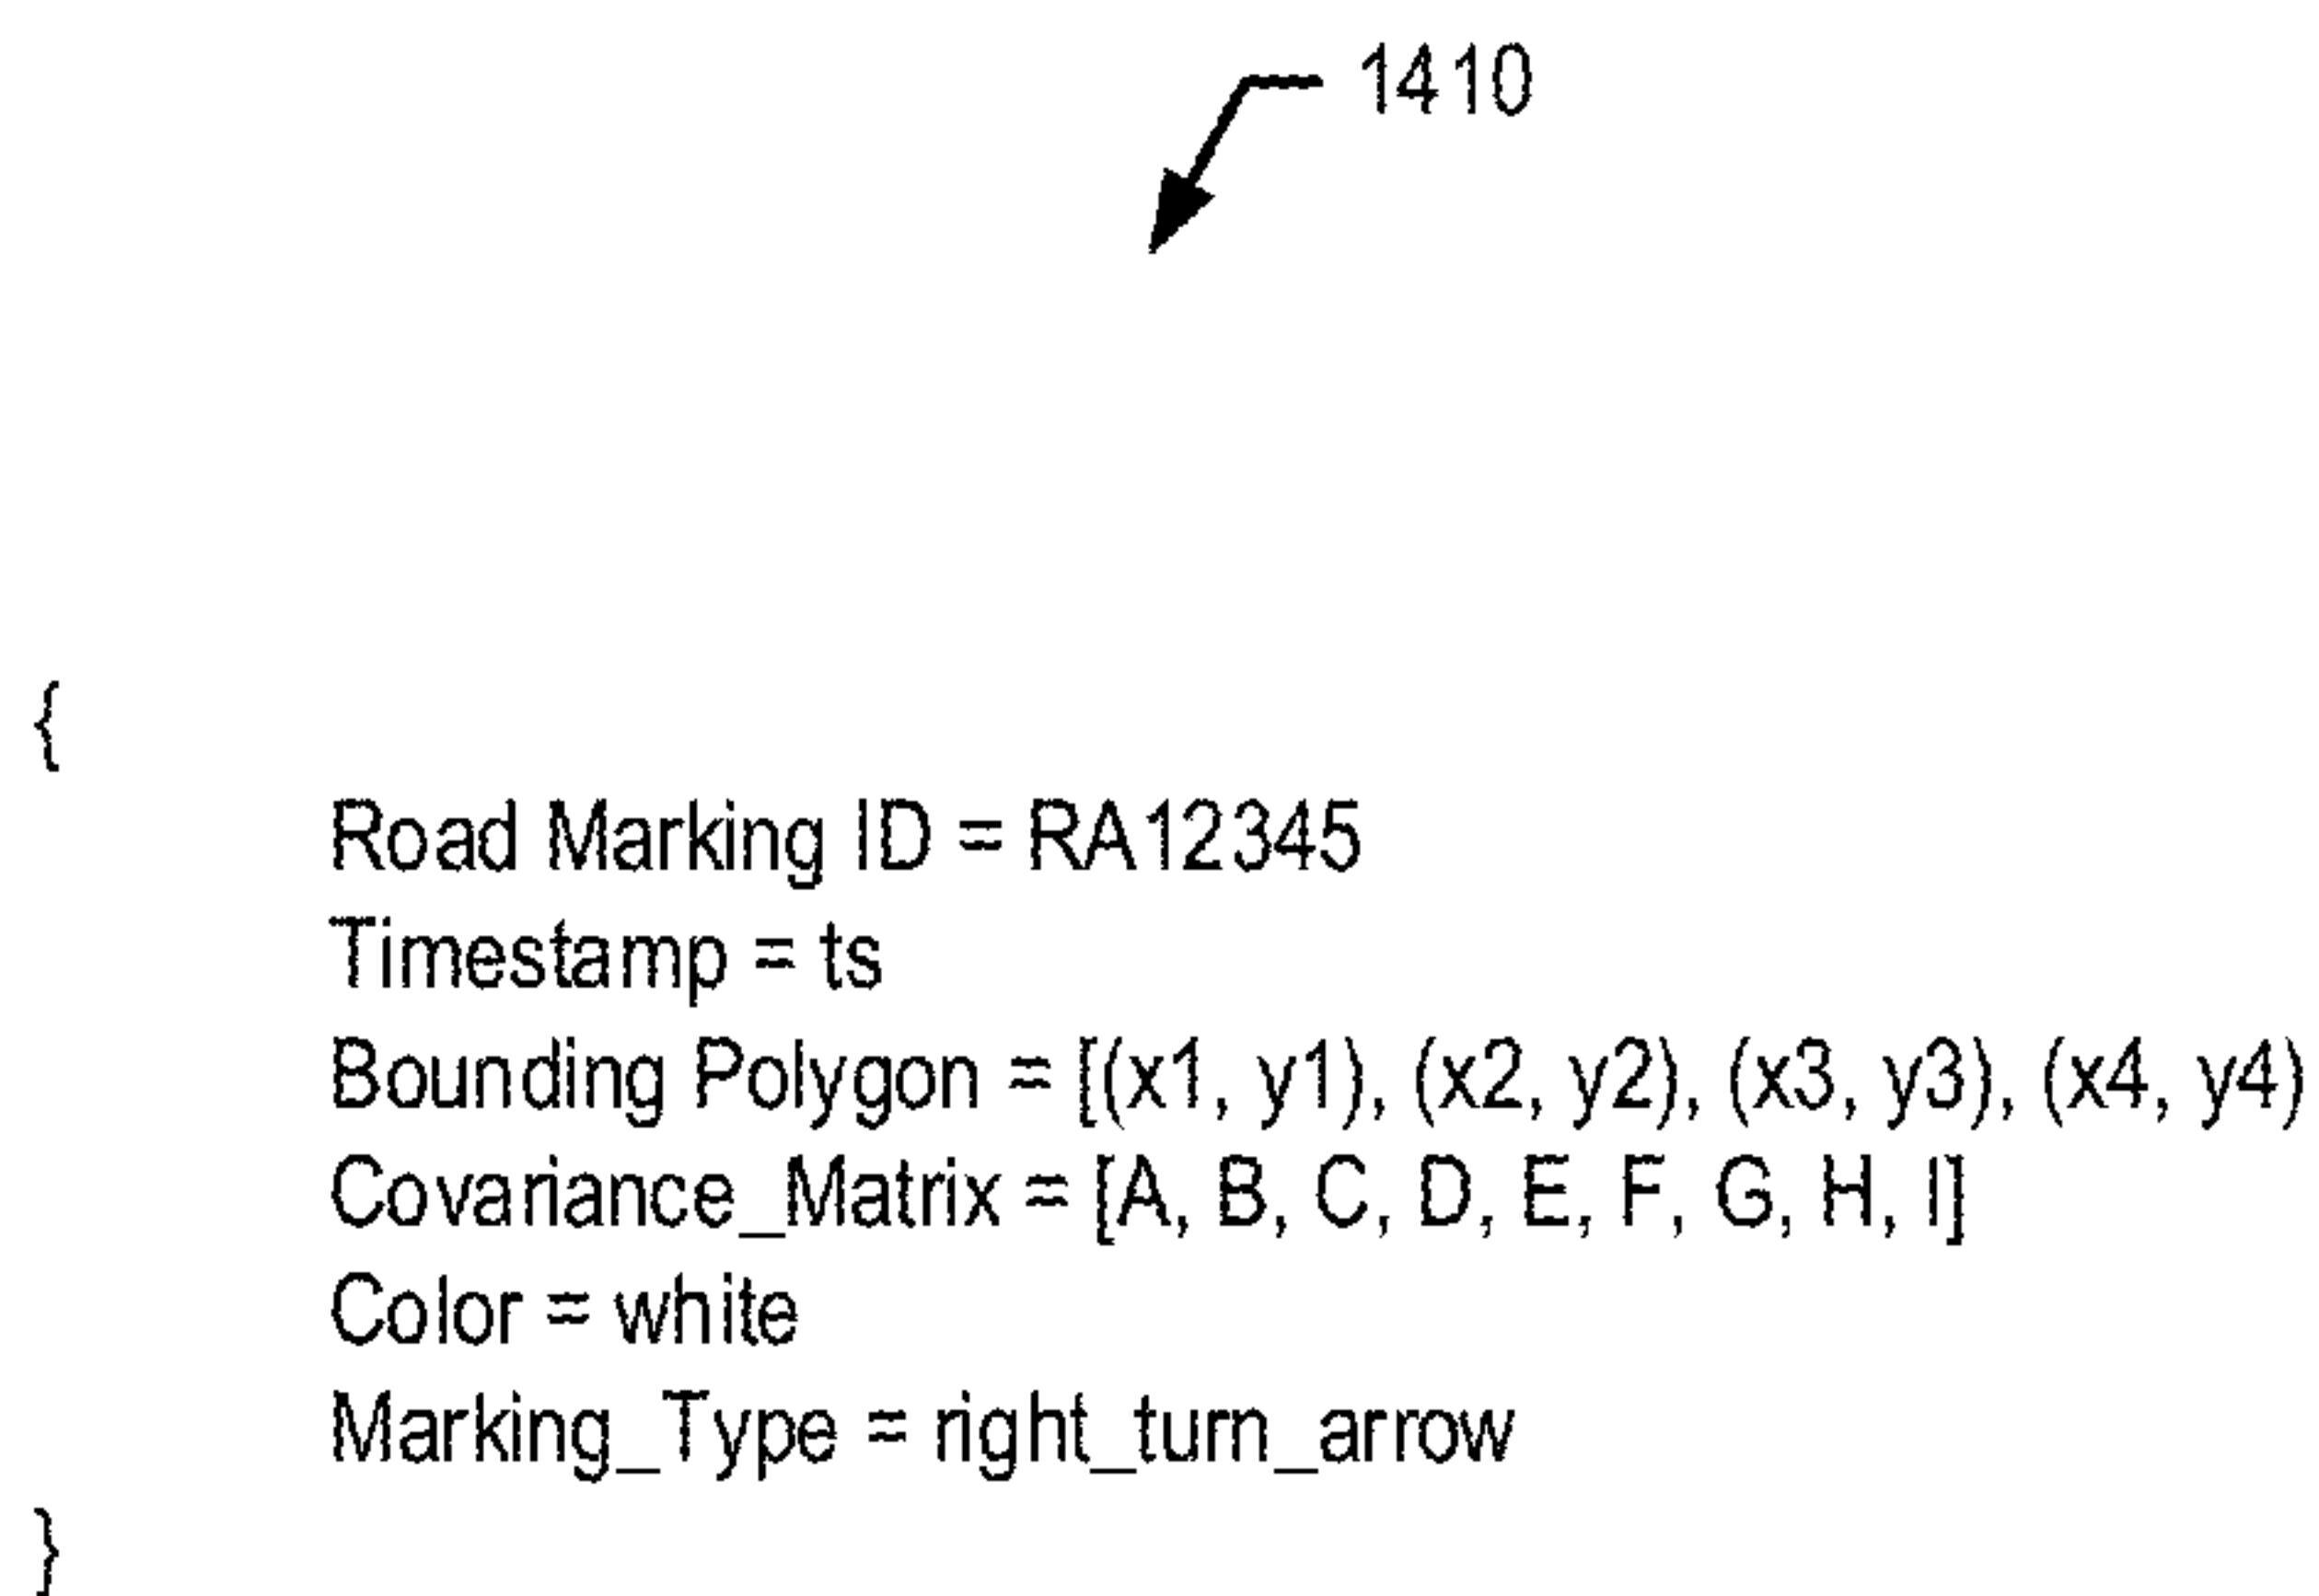 1410
{
Road Marking ID = RA12345
Timestamp = ts
Bounding Polygon = [(x1, y1), (x2, y2), (x3, y3), (x4, y4)
Covariance_Matrix = [A, B, C, D, E, F, G, H, I]
Color = white
Marking_Type = right_turn_arrow
}